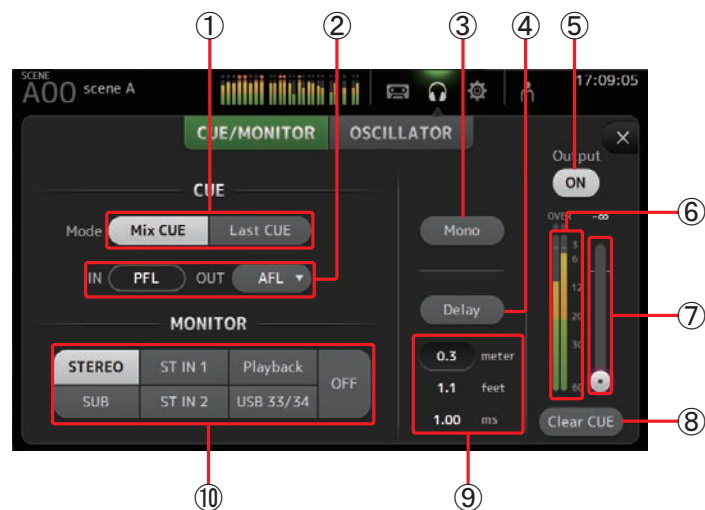 ① ② ③ ④ ⑤
SCENE
A00 scene A
17:09:05
CUE/MONITOR OSCILLATOR
×
Output
ON
CUE
Mode Mix CUE Last CUE
Mono
OVER -∞
⑥
3
6
12
20
30
60
IN PFL OUT AFL ▼
Delay
⑦
MONITOR
STEREO ST IN 1 Playback OFF
SUB ST IN 2 USB 33/34
0.3 meter
1.1 feet
1.00 ms
Clear CUE
⑧
⑩ ⑨